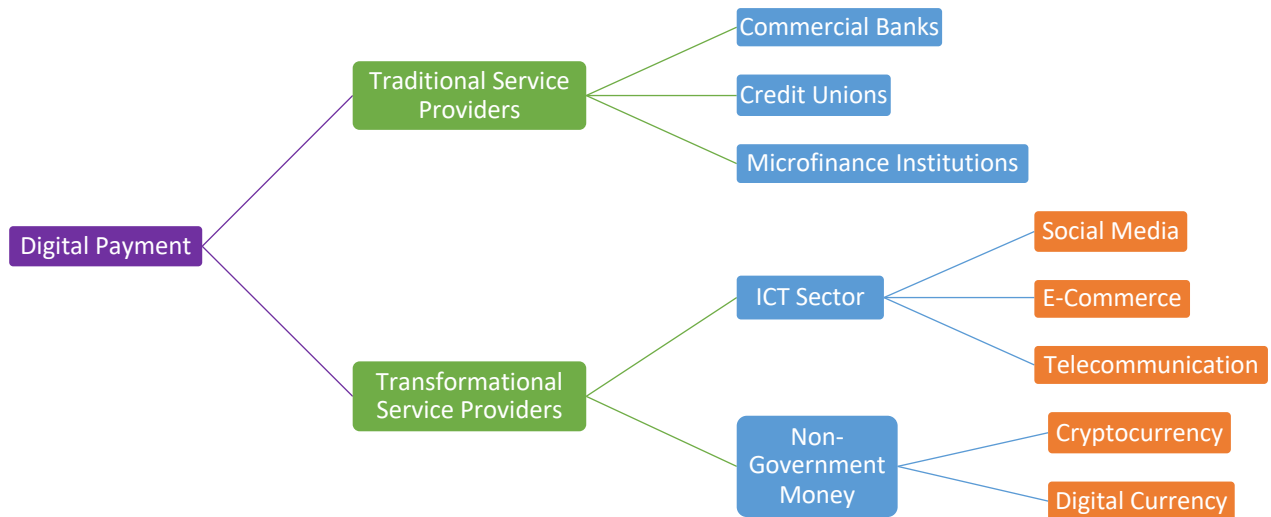 Commercial Banks
Traditional Service
Providers
Credit Unions
Microfinance Institutions
Digital Payment
Social Media
ICT Sector
E-Commerce
Telecommunication
Transformational
Service Providers
Non-
Government
Money
Cryptocurrency
Digital Currency